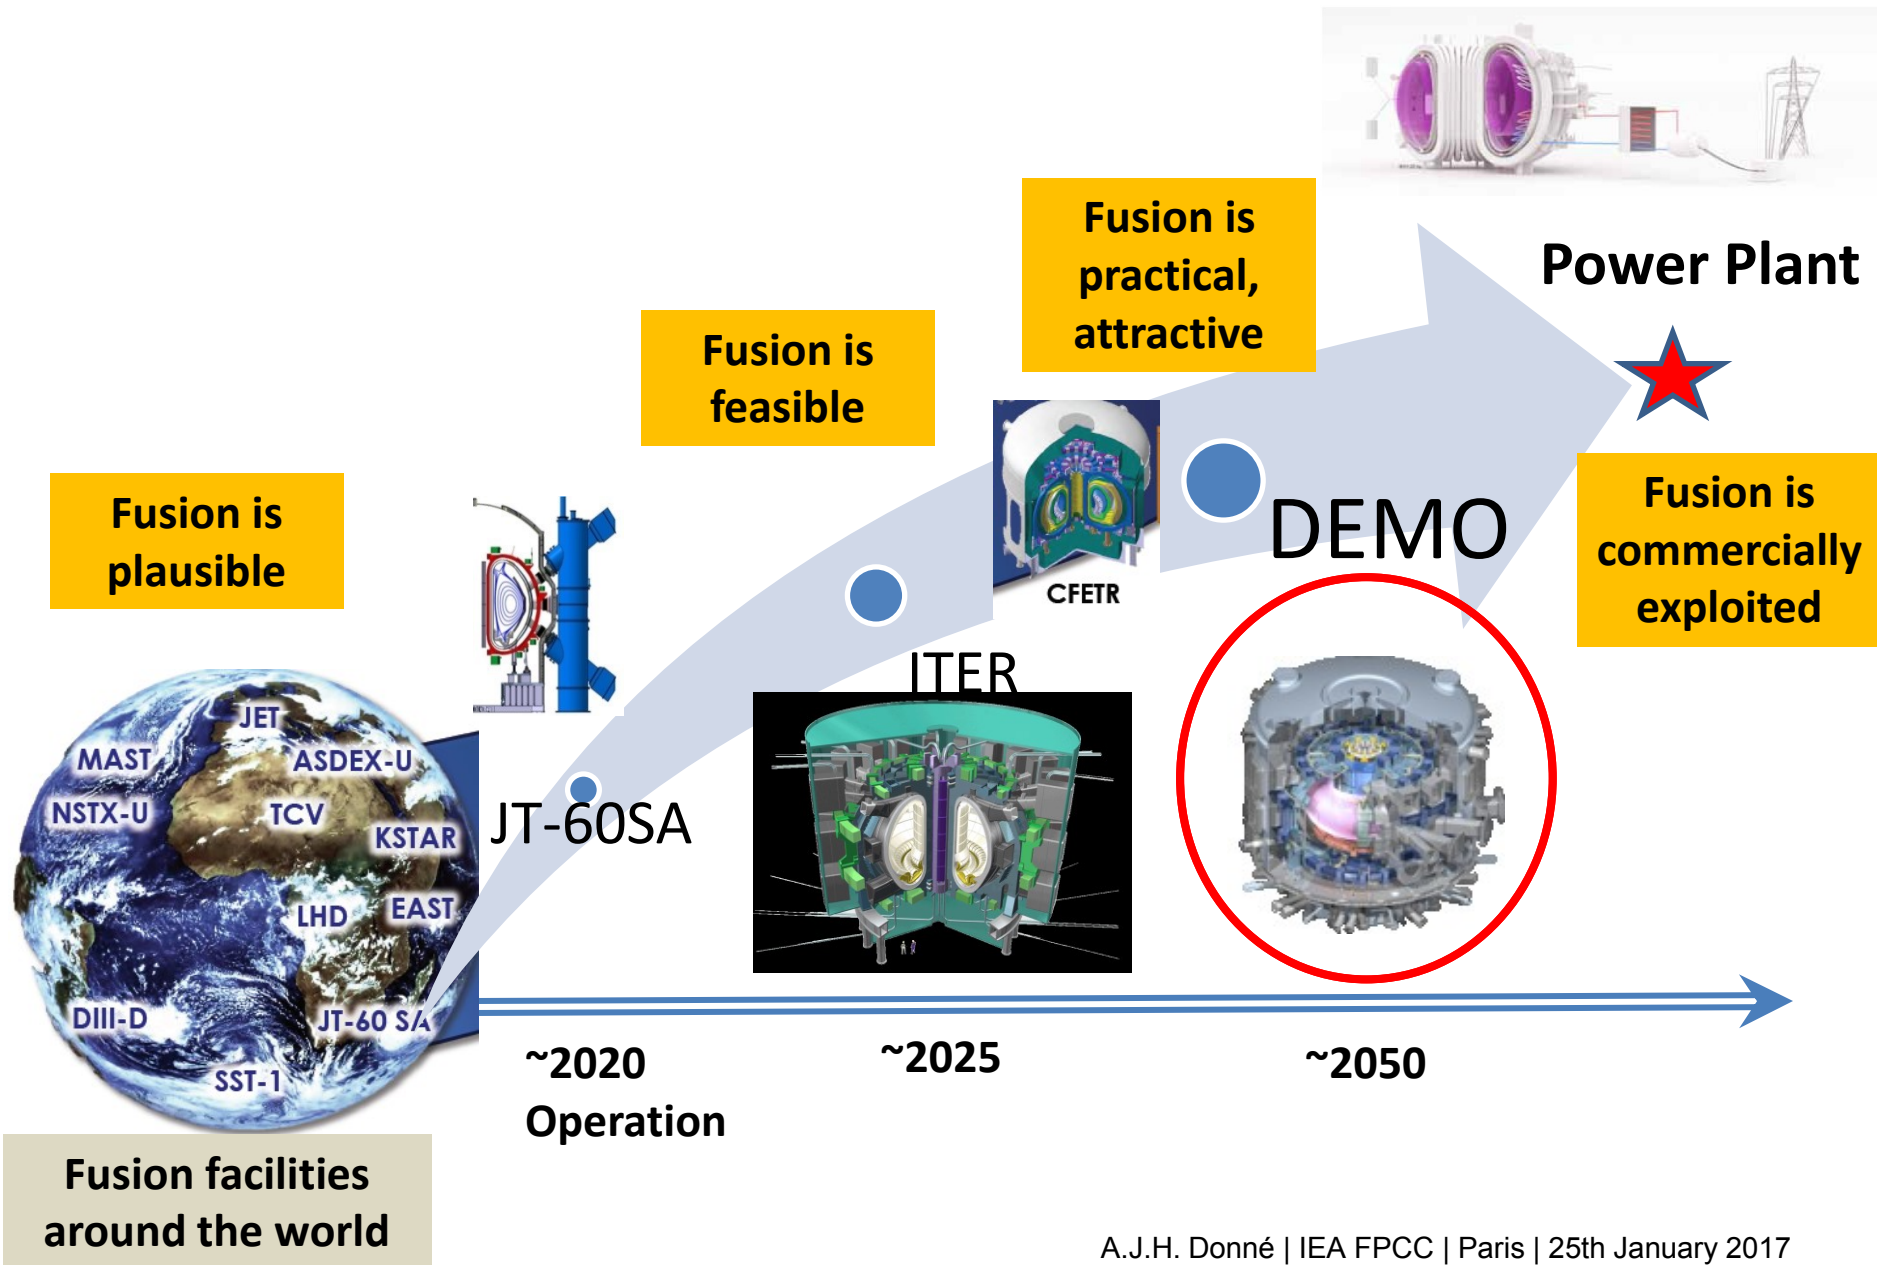 Power Plant
Fusion is
practical,
attractive
Fusion is
feasible
Fusion is
plausible
Fusion is
commercially
exploited
DEMO
CFETR
ITER
JT-60SA
JET
MAST
ASDEX-U
NSTX-U
TCV
KSTAR
LHD
EAST
DIII-D
JT-60 SA
SST-1
~2020
Operation
~2025
~2050
Fusion facilities
around the world
A.J.H. Donné | IEA FPCC | Paris | 25th January 2017